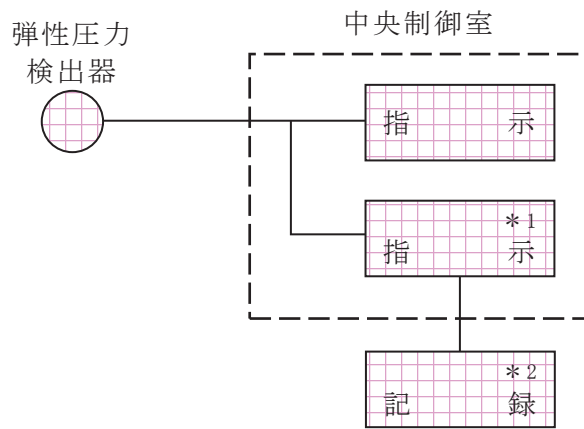 弾性圧力
検出器
中央制御室
指 示
*1
指 示
*2
記 録